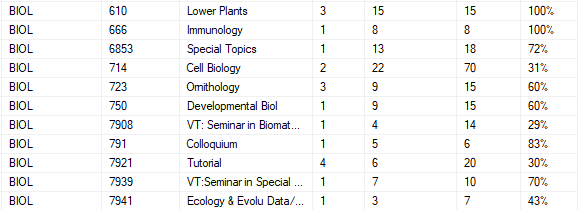 BIOL 610 Lower Plants 3 15 15 100%
BIOL 666 Immunology 1 8 8 100%
BIOL 6853 Special Topics 1 13 18 72%
BIOL 714 Cell Biology 2 22 70 31%
BIOL 723 Ornithology 3 9 15 60%
BIOL 750 Developmental Biol 1 9 15 60%
BIOL 7908 VT: Seminar in Biomat... 1 4 14 29%
BIOL 791 Colloquium 1 5 6 83%
BIOL 7921 Tutorial 4 6 20 30%
BIOL 7939 VT:Seminar in Special ... 1 7 10 70%
BIOL 7941 Ecology & Evolu Data/... 1 3 7 43%